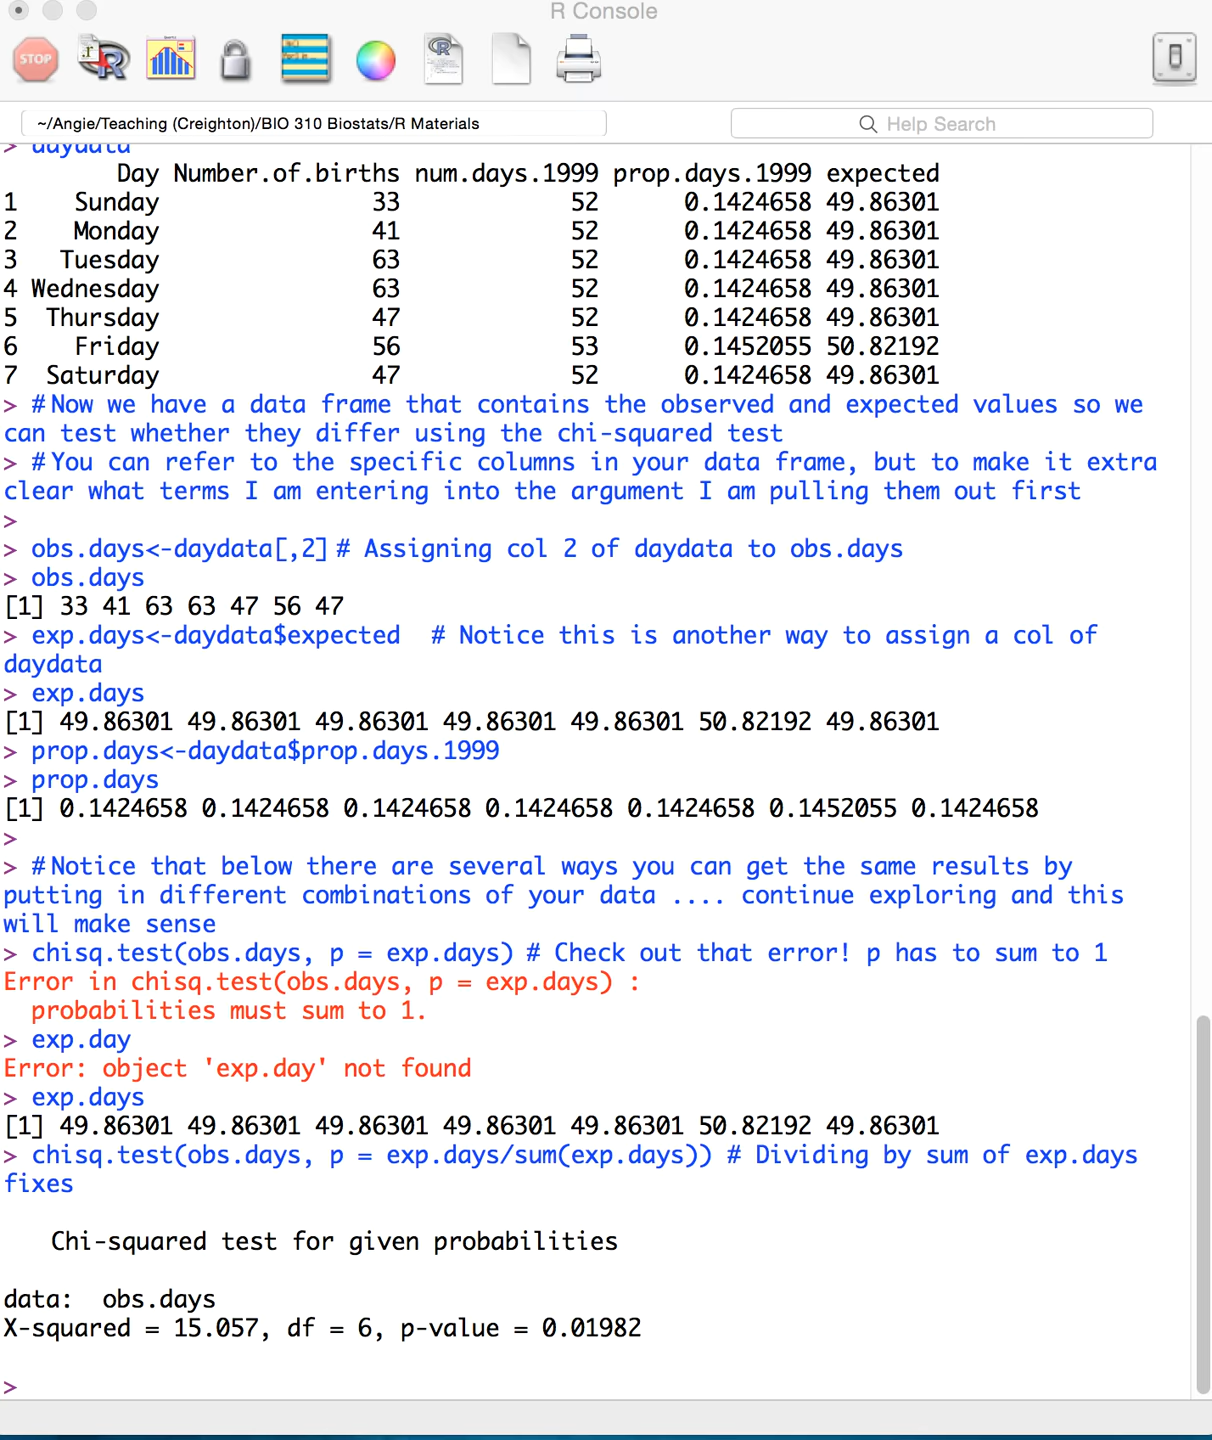 R Console
STOP
~/Angie/Teaching (Creighton)/BIO 310 Biostats/R Materials
Help Search
> daydata
Day Number.of.births num.days.1999 prop.days.1999 expected
1 Sunday 33 52 0.1424658 49.86301
2 Monday 41 52 0.1424658 49.86301
3 Tuesday 63 52 0.1424658 49.86301
4 Wednesday 63 52 0.1424658 49.86301
5 Thursday 47 52 0.1424658 49.86301
6 Friday 56 53 0.1452055 50.82192
7 Saturday 47 52 0.1424658 49.86301
> #Now we have a data frame that contains the observed and expected values so we
can test whether they differ using the chi-squared test
> #You can refer to the specific columns in your data frame, but to make it extra
clear what terms I am entering into the argument I am pulling them out first
>
> obs.days<-daydata[,2] # Assigning col 2 of daydata to obs.days
> obs.days
[1] 33 41 63 63 47 56 47
> exp.days<-daydata$expected  # Notice this is another way to assign a col of
daydata
> exp.days
[1] 49.86301 49.86301 49.86301 49.86301 49.86301 50.82192 49.86301
> prop.days<-daydata$prop.days.1999
> prop.days
[1] 0.1424658 0.1424658 0.1424658 0.1424658 0.1424658 0.1452055 0.1424658
>
> #Notice that below there are several ways you can get the same results by
putting in different combinations of your data .... continue exploring and this
will make sense
> chisq.test(obs.days, p = exp.days) # Check out that error! p has to sum to 1
Error in chisq.test(obs.days, p = exp.days) :
probabilities must sum to 1.
> exp.day
Error: object 'exp.day' not found
> exp.days
[1] 49.86301 49.86301 49.86301 49.86301 49.86301 50.82192 49.86301
> chisq.test(obs.days, p = exp.days/sum(exp.days)) # Dividing by sum of exp.days
fixes
Chi-squared test for given probabilities
data:  obs.days
X-squared = 15.057, df = 6, p-value = 0.01982
>